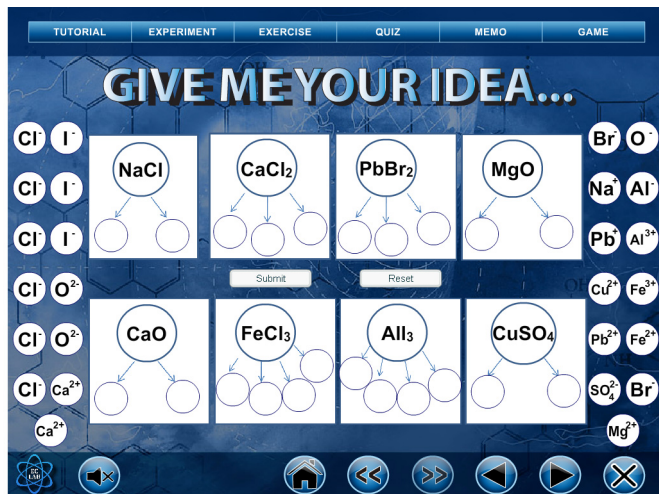 TUTORIAL EXPERIMENT EXERCISE QUIZ MEMO GAME
GIVE ME YOUR IDEA...
Cl⁻ I⁻ Br⁻ O⁻
NaCl CaCl₂ PbBr₂ MgO
Cl⁻ I⁻ Na⁺ Al⁻
Cl⁻ I⁻ Pb⁺ Al³⁺
Submit Reset
Cl⁻ O²⁻ Cu²⁺ Fe³⁺
CaO FeCl₃ AlI₃ CuSO₄
Cl⁻ O²⁻ Pb²⁺ Fe²⁺
Cl⁻ Ca²⁺ SO₄²⁻ Br⁻
Ca²⁺ Mg²⁺
EC
LAB